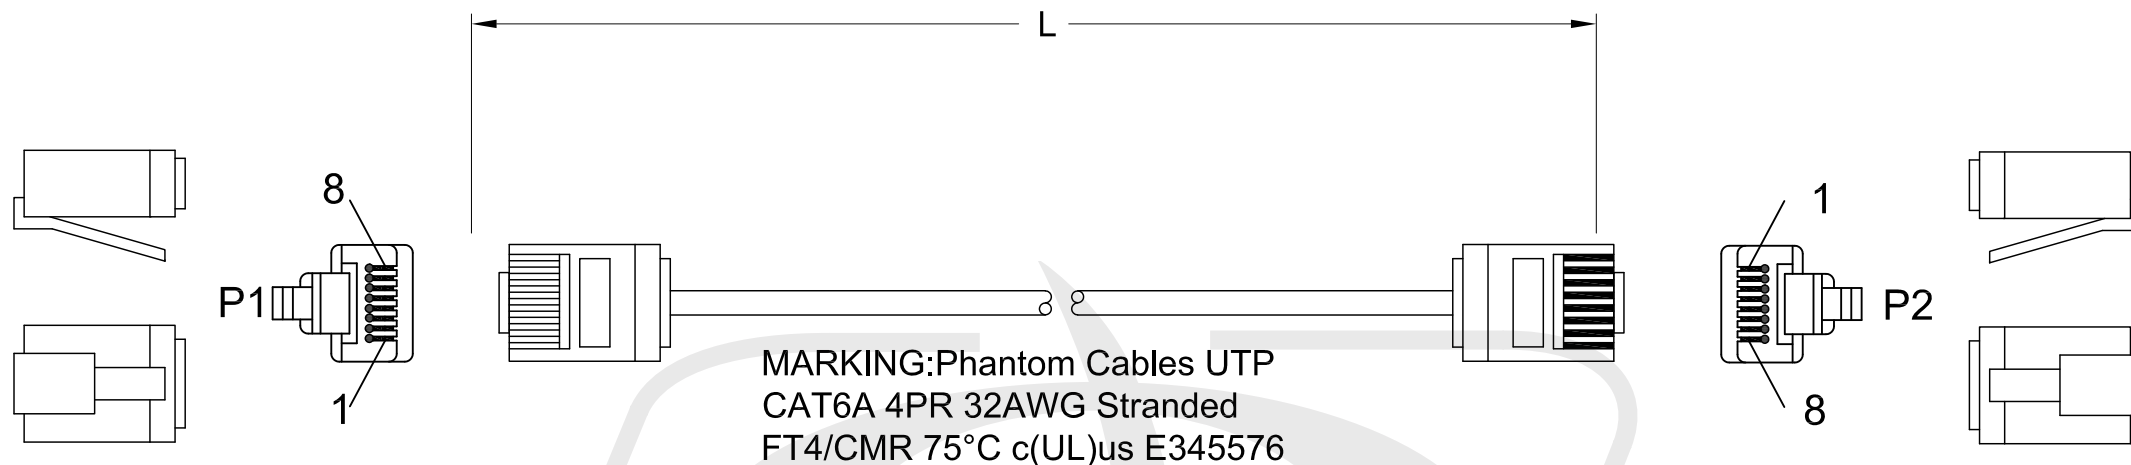 L
8
1
P1
P2
1
8
MARKING:Phantom Cables UTP
CAT6A 4PR 32AWG Stranded
FT4/CMR 75°C c(UL)us E345576